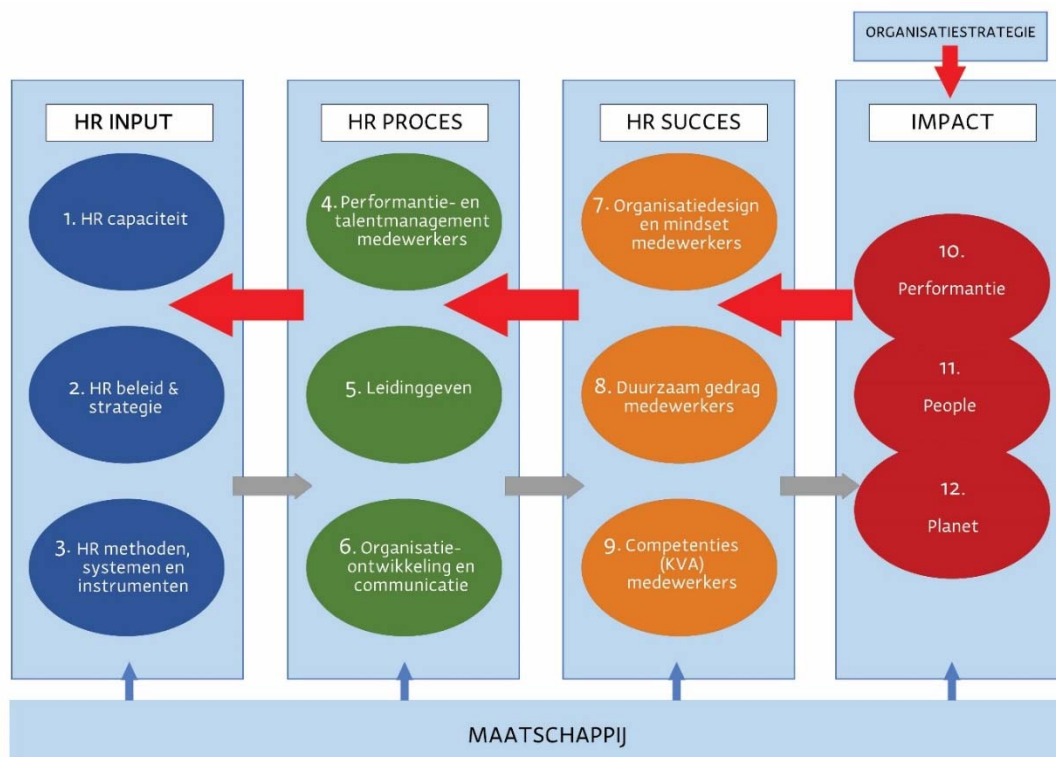 ORGANISATIESTRATEGIE
HR INPUT
1. HR capaciteit
2. HR beleid &
strategie
3. HR methoden,
systemen en
instrumenten
HR PROCES
4. Performantie- en
talentmanagement
medewerkers
5. Leidinggeven
6. Organisatie-
ontwikkeling en
communicatie
HR SUCCES
7. Organisatiedesign
en mindset
medewerkers
8. Duurzaam gedrag
medewerkers
9. Competenties
(KVA)
medewerkers
IMPACT
10.
Performantie
11.
People
12.
Planet
MAATSCHAPPIJ